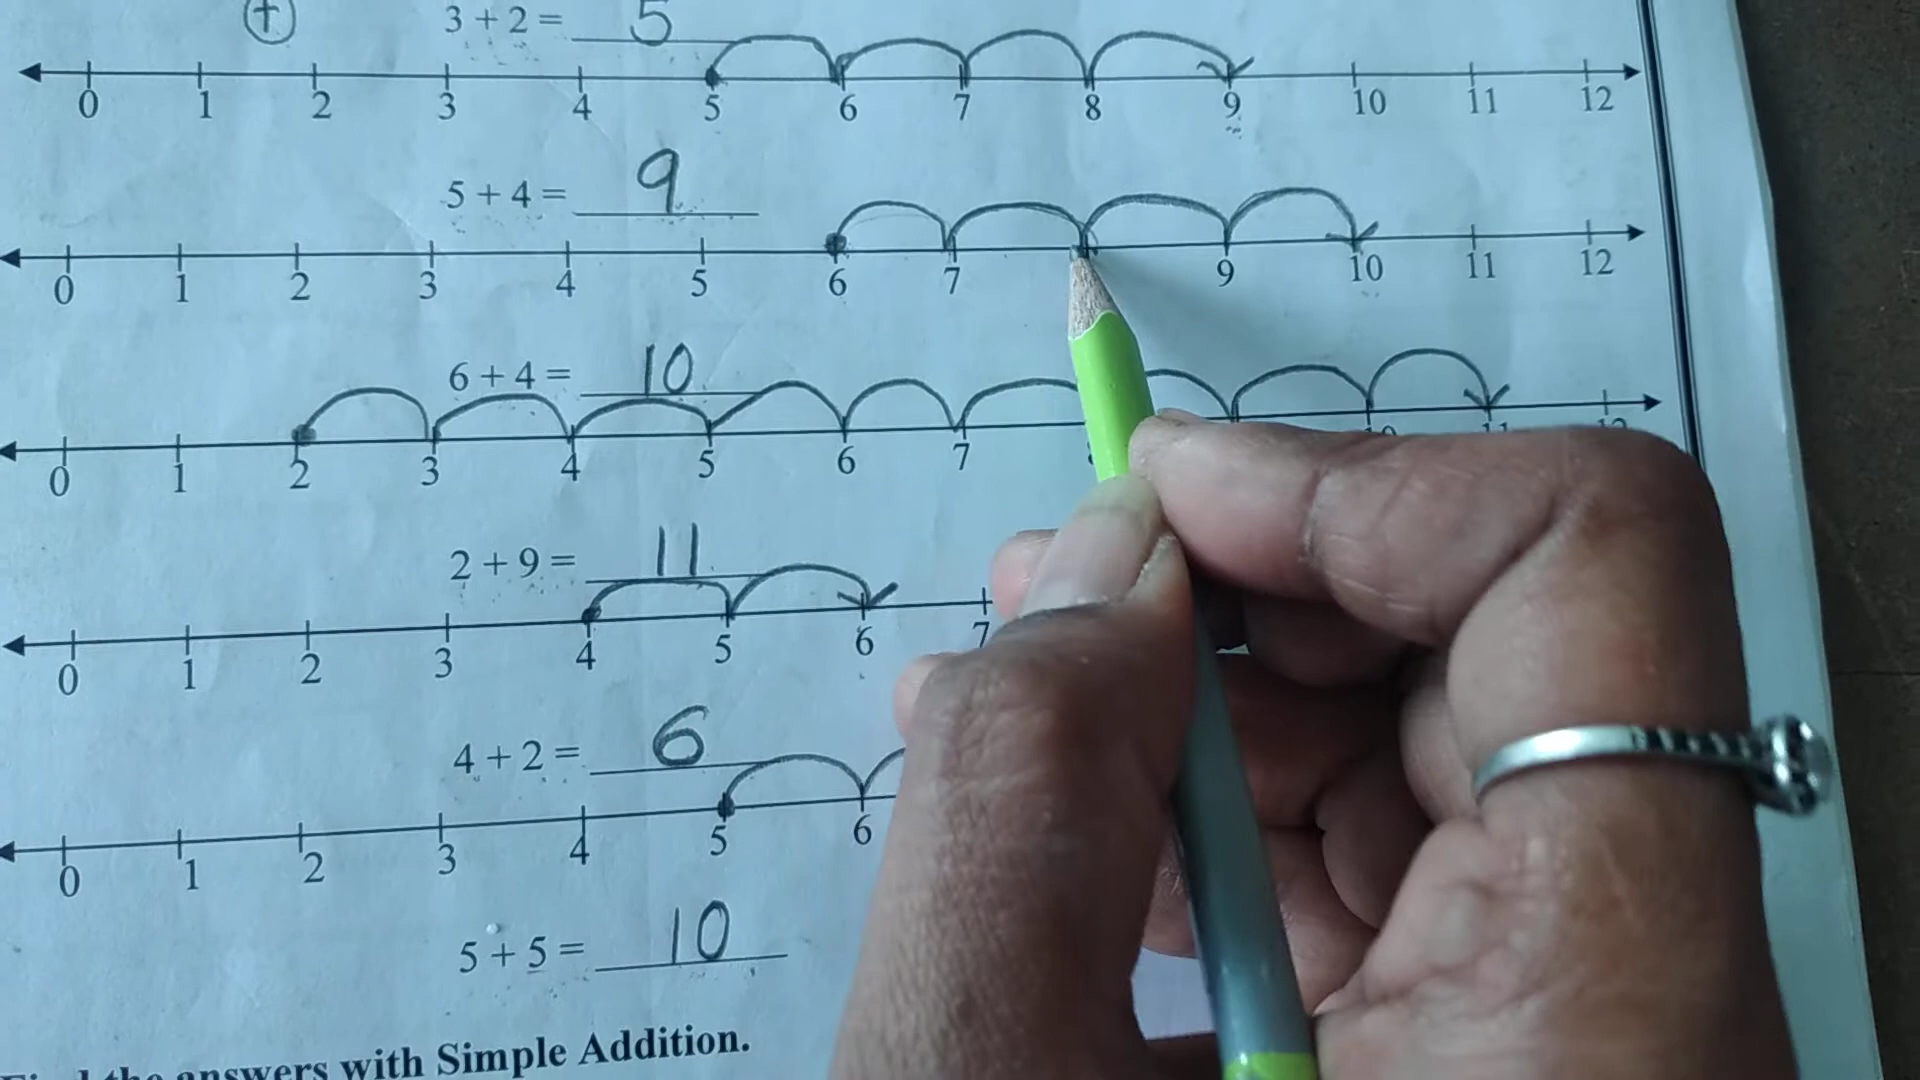 + 3 + 2 = 5
0 1 2 3 4 5 6 7 8 9 10 11 12
5 + 4 = 9
0 1 2 3 4 5 6 7 9 10 11 12
6 + 4 = 10
0 1 2 3 4 5 6 7
2 + 9 = 11
0 1 2 3 4 5 6 7
4 + 2 = 6
0 1 2 3 4 5 6
5 + 5 = 10
the answers with Simple Addition.